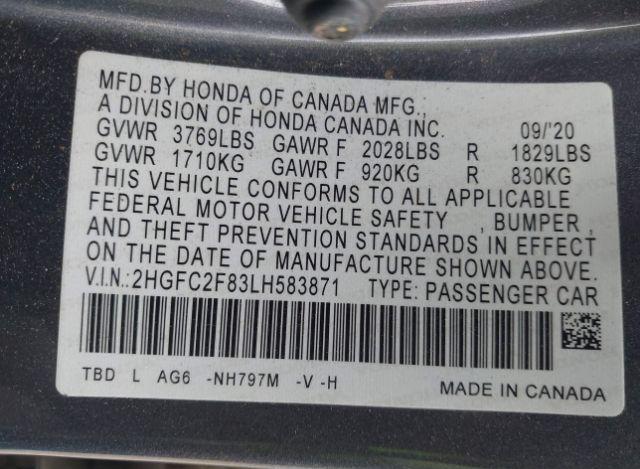 MFD.BY HONDA OF CANADA MFG.,
A DIVISION OF HONDA CANADA INC. 09/'20
GVWR 3769LBS GAWR F 2028LBS R 1829LBS
GVWR 1710KG GAWR F 920KG R 830KG
THIS VEHICLE CONFORMS TO ALL APPLICABLE
FEDERAL MOTOR VEHICLE SAFETY , BUMPER ,
AND THEFT PREVENTION STANDARDS IN EFFECT
ON THE DATE OF MANUFACTURE SHOWN ABOVE.
V.I.N.:2HGFC2F83LH583871 TYPE: PASSENGER CAR
TBD L AG6 -NH797M -V -H MADE IN CANADA